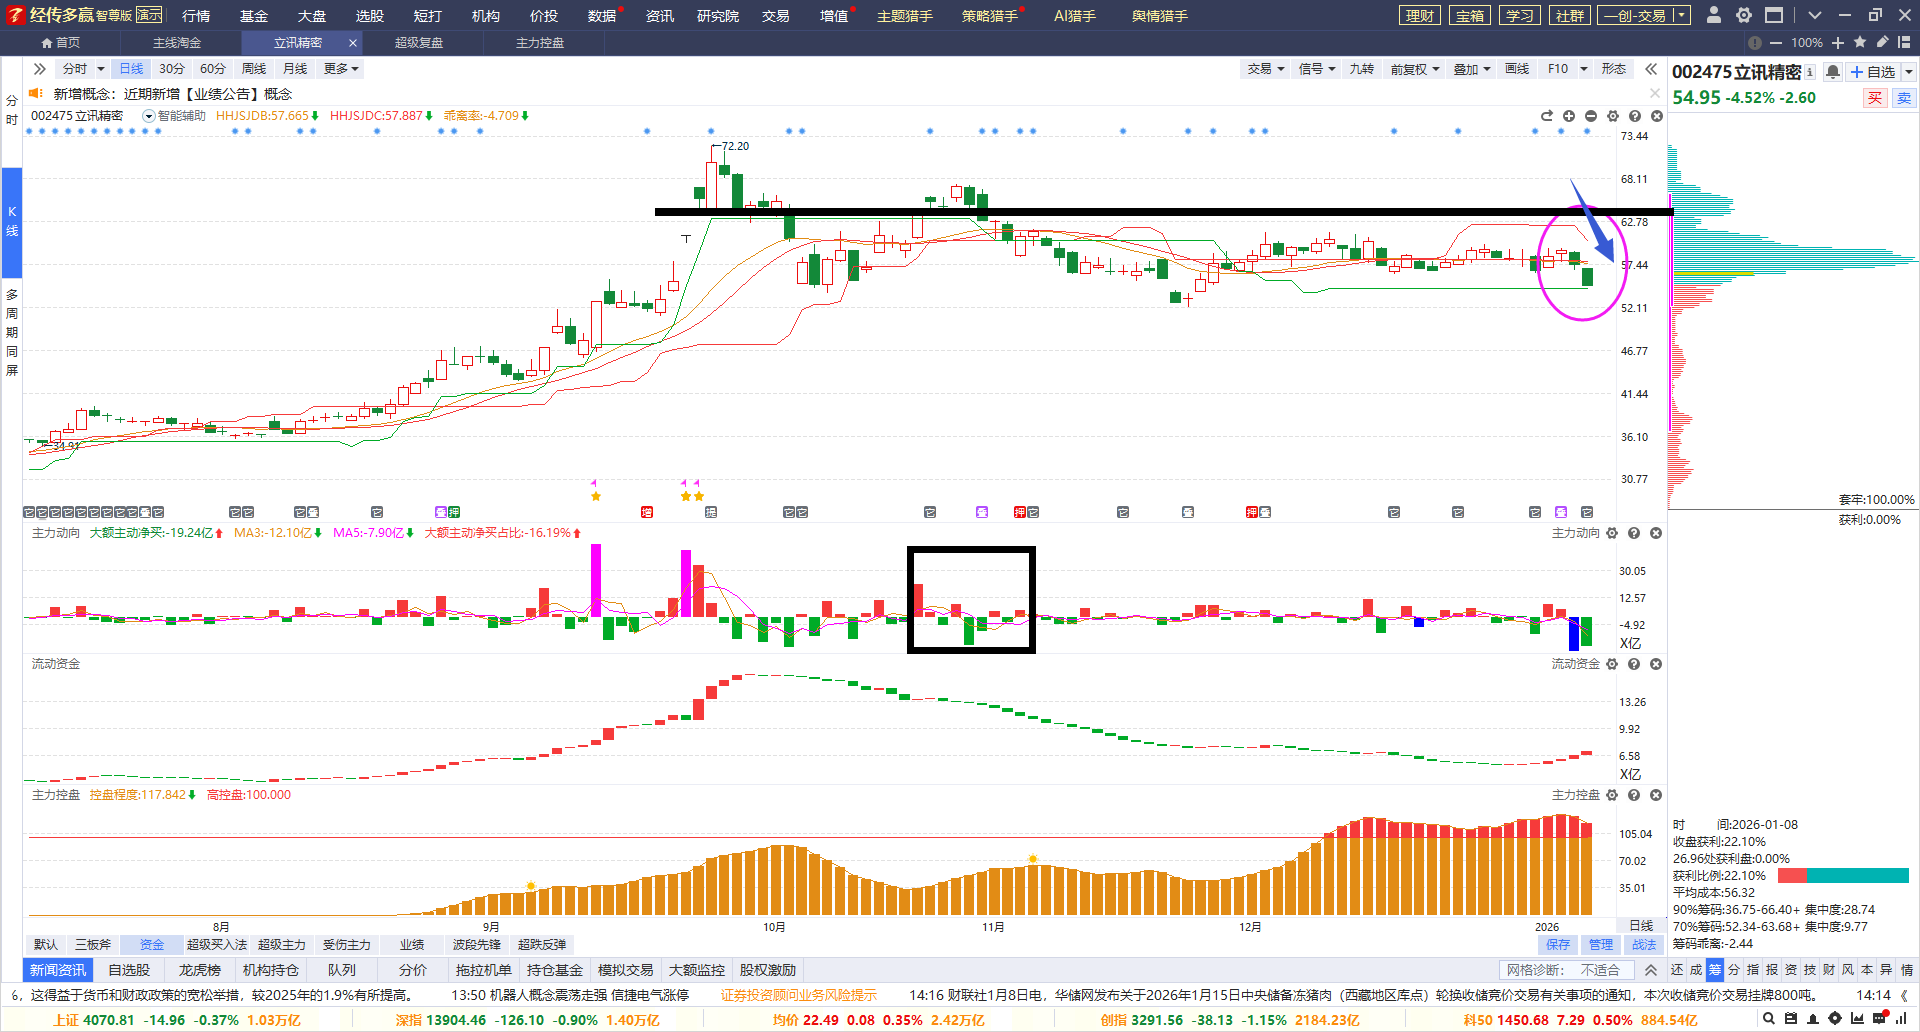 经传多赢 智尊版 演示 行情 基金 大盘 选股 短打 机构 价投 数据 资讯 研究院 交易 增值 主题猎手 策略猎手 AI猎手 舆情猎手 理财 宝箱 学习 社群 一创-交易
首页 主线淘金 立讯精密 超级复盘 主力控盘 100%
分时 日线 30分 60分 周线 月线 更多 交易 信号 九转 前复权 叠加 画线 F10 形态
002475立讯精密 自选
54.95 -4.52% -2.60 买 卖
新增概念：近期新增【业绩公告】概念
002475 立讯精密 智能辅助 HHJSJDB:57.665 HHJSJDC:57.887 乖离率:-4.709
分时
K线
多周期同屏
73.44
72.20
68.11
62.78
57.44
52.11
46.77
41.44
36.10
34.91
30.77
套牢:100.00%
获利:0.00%
主力动向 大额主动净买:-19.24亿 MA3:-12.10亿 MA5:-7.90亿 大额主动净买占比:-16.19% 主力动向
30.05
12.57
-4.92
X亿
流动资金 流动资金
13.26
9.92
6.58
X亿
主力控盘 控盘程度:117.842 高控盘:100.000 主力控盘
105.04
70.02
35.01
8月 9月 10月 11月 12月 2026 日线
时 间:2026-01-08
收盘获利:22.10%
26.96处获利盘:0.00%
获利比例:22.10%
平均成本:56.32
90%筹码:36.75-66.40+ 集中度:28.74
70%筹码:52.34-63.68+ 集中度:9.77
筹码乖离:-2.44
默认 三板斧 资金 超级买入法 超级主力 受伤主力 业绩 波段先锋 超跌反弹 保存 管理 战法
新闻资讯 自选股 龙虎榜 机构持仓 队列 分价 拖拉机单 持仓基金 模拟交易 大额监控 股权激励 网格诊断： 不适合 还 成 筹 分 指 报 资 技 财 风 本 异 情
%，这得益于货币和财政政策的宽松举措，较2025年的1.9%有所提高。 13:50 机器人概念震荡走强 信捷电气涨停 证券投资顾问业务风险提示 14:16 财联社1月8日电，华储网发布关于2026年1月15日中央储备冻猪肉（西藏地区库点）轮换收储竞价交易有关事项的通知，本次收储竞价交易挂牌800吨。 14:14
上证 4070.81 -14.96 -0.37% 1.03万亿 深指 13904.46 -126.10 -0.90% 1.40万亿 均价 22.49 0.08 0.35% 2.42万亿 创指 3291.56 -38.13 -1.15% 2184.23亿 科50 1450.68 7.29 0.50% 884.54亿